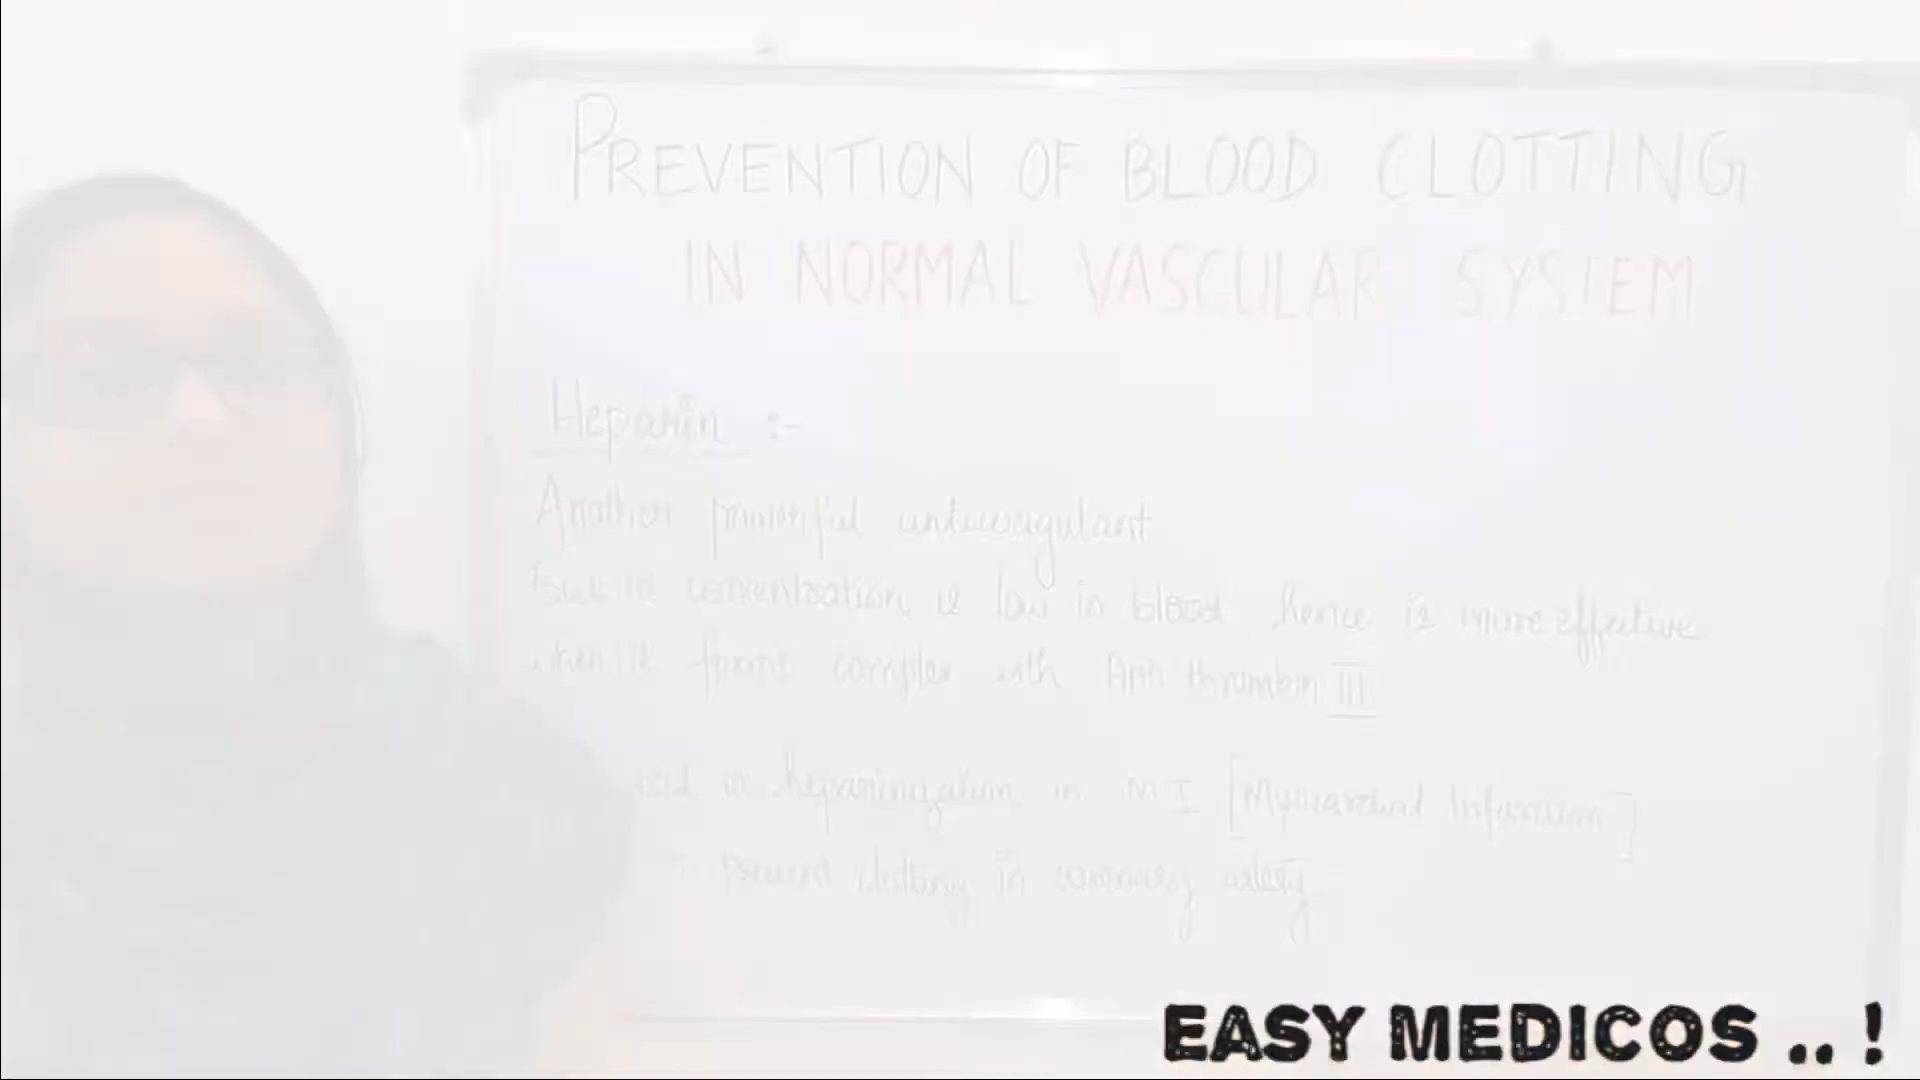 PREVENTION OF BLOOD CLOTTING
IN NORMAL VASCULAR SYSTEM
Heparin :-
Another powerful anticoagulant
But its concentration is low in blood hence is more effective
when it forms complex with Anti thrombin III
in heparinization in MI [Myocardial Infarction]
prevent clotting in coronary artery
EASY MEDICOS .. !